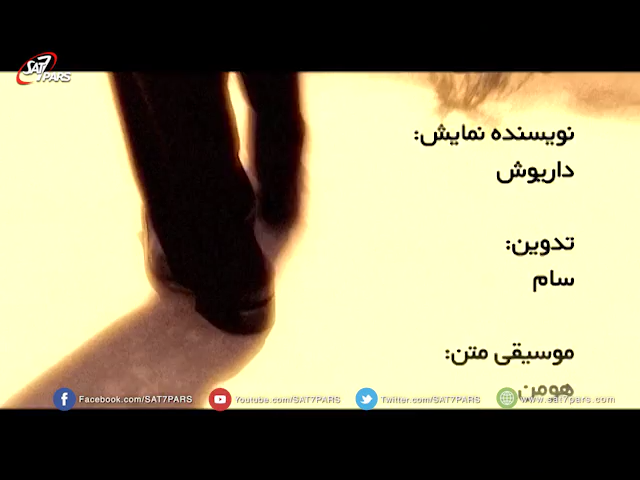 SAT7
PARS
نویسنده نمایش:
داریوش
تدوین:
سام
موسیقی متن:
هومن
Facebook.com/SAT7PARS
Youtube.com/SAT7PARS
Twitter.com/SAT7PARS
www.sat7pars.com